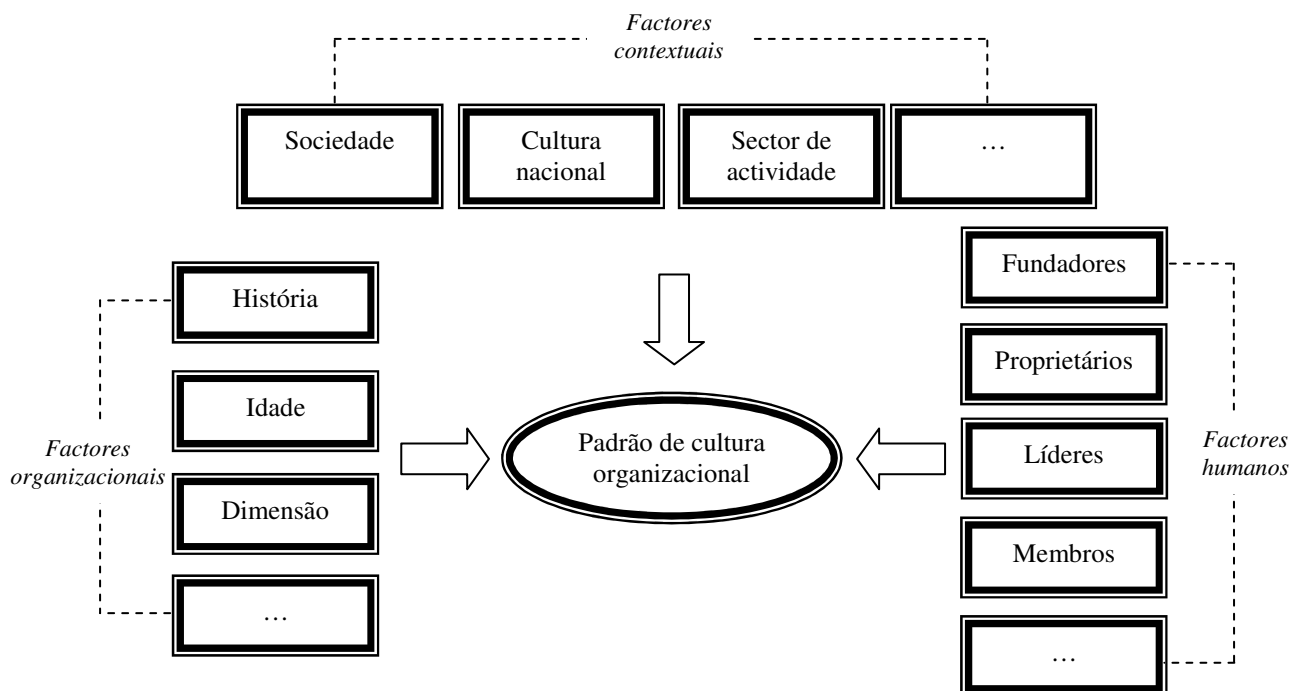 Factores
contextuais
Sociedade
Cultura
nacional
Sector de
actividade
…
História
Idade
Dimensão
…
Factores
organizacionais
Padrão de cultura
organizacional
Fundadores
Proprietários
Líderes
Membros
…
Factores
humanos